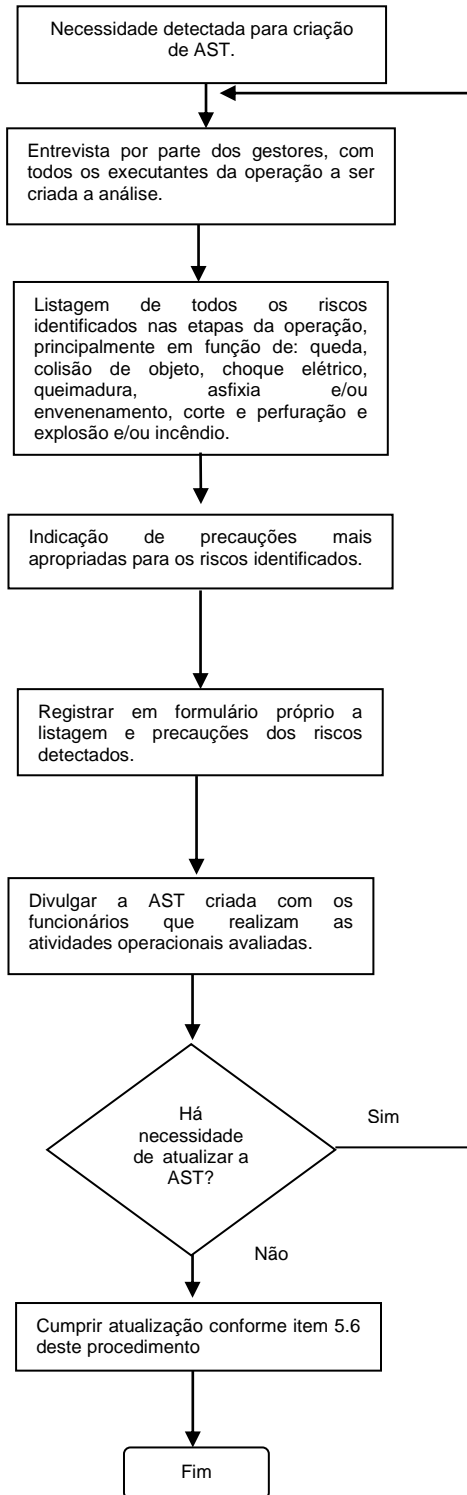 Necessidade detectada para criação
de AST.
Entrevista por parte dos gestores, com
todos os executantes da operação a ser
criada a análise.
Listagem de todos os riscos
identificados nas etapas da operação,
principalmente em função de: queda,
colisão de objeto, choque elétrico,
queimadura, asfixia e/ou
envenenamento, corte e perfuração e
explosão e/ou incêndio.
Indicação de precauções mais
apropriadas para os riscos identificados.
Registrar em formulário próprio a
listagem e precauções dos riscos
detectados.
Divulgar a AST criada com os
funcionários que realizam as
atividades operacionais avaliadas.
Há
necessidade
de atualizar a
AST?
Sim
Não
Cumprir atualização conforme item 5.6
deste procedimento
Fim